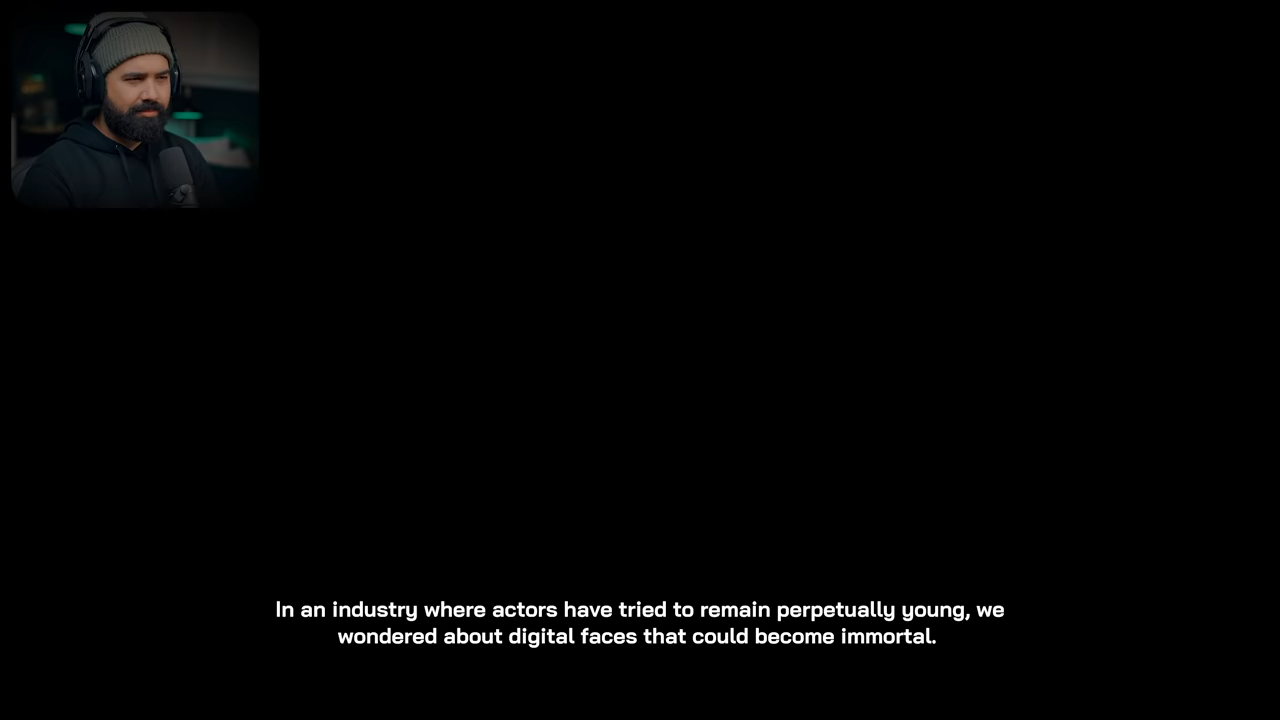 In an industry where actors have tried to remain perpetually young, we
wondered about digital faces that could become immortal.